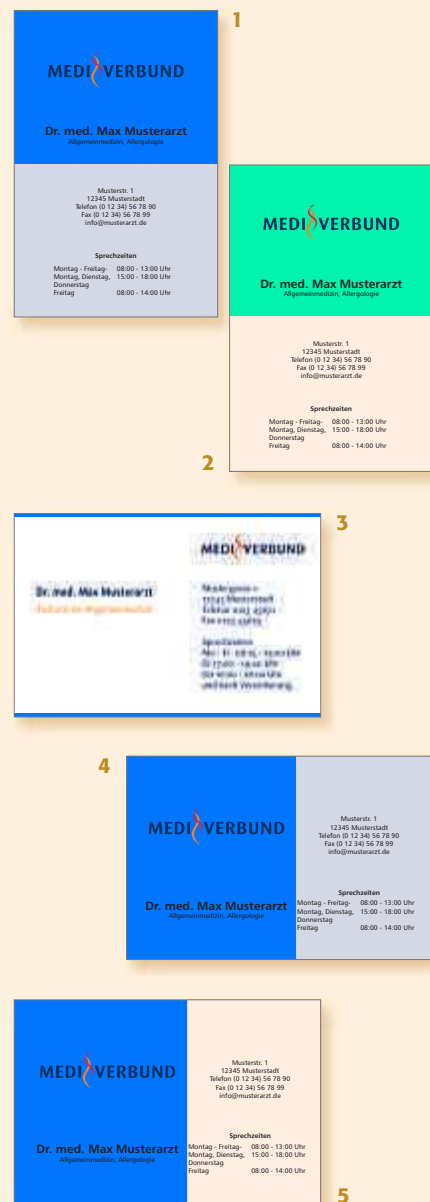 1
MEDI VERBUND
Dr. med. Max Musterarzt
Allgemeinmedizin, Allergologie
Musterstr. 1
12345 Musterstadt
Telefon (0 12 34) 56 78 90
Fax (0 12 34) 56 78 99
info@musterarzt.de
Sprechzeiten
Montag - Freitag- 08:00 - 13:00 Uhr
Montag, Dienstag, 15:00 - 18:00 Uhr
Donnerstag
Freitag 08:00 - 14:00 Uhr
MEDI VERBUND
Dr. med. Max Musterarzt
Allgemeinmedizin, Allergologie
Musterstr. 1
12345 Musterstadt
Telefon (0 12 34) 56 78 90
Fax (0 12 34) 56 78 99
info@musterarzt.de
Sprechzeiten
Montag - Freitag- 08:00 - 13:00 Uhr
Montag, Dienstag, 15:00 - 18:00 Uhr
Donnerstag
Freitag 08:00 - 14:00 Uhr
2
3
MEDI VERBUND
Dr. med. Max Musterarzt
4
MEDI VERBUND
Dr. med. Max Musterarzt
Allgemeinmedizin, Allergologie
Musterstr. 1
12345 Musterstadt
Telefon (0 12 34) 56 78 90
Fax (0 12 34) 56 78 99
info@musterarzt.de
Sprechzeiten
Montag - Freitag- 08:00 - 13:00 Uhr
Montag, Dienstag, 15:00 - 18:00 Uhr
Donnerstag
Freitag 08:00 - 14:00 Uhr
MEDI VERBUND
Dr. med. Max Musterarzt
Allgemeinmedizin, Allergologie
Musterstr. 1
12345 Musterstadt
Telefon (0 12 34) 56 78 90
Fax (0 12 34) 56 78 99
info@musterarzt.de
Sprechzeiten
Montag - Freitag- 08:00 - 13:00 Uhr
Montag, Dienstag, 15:00 - 18:00 Uhr
Donnerstag
Freitag 08:00 - 14:00 Uhr
5